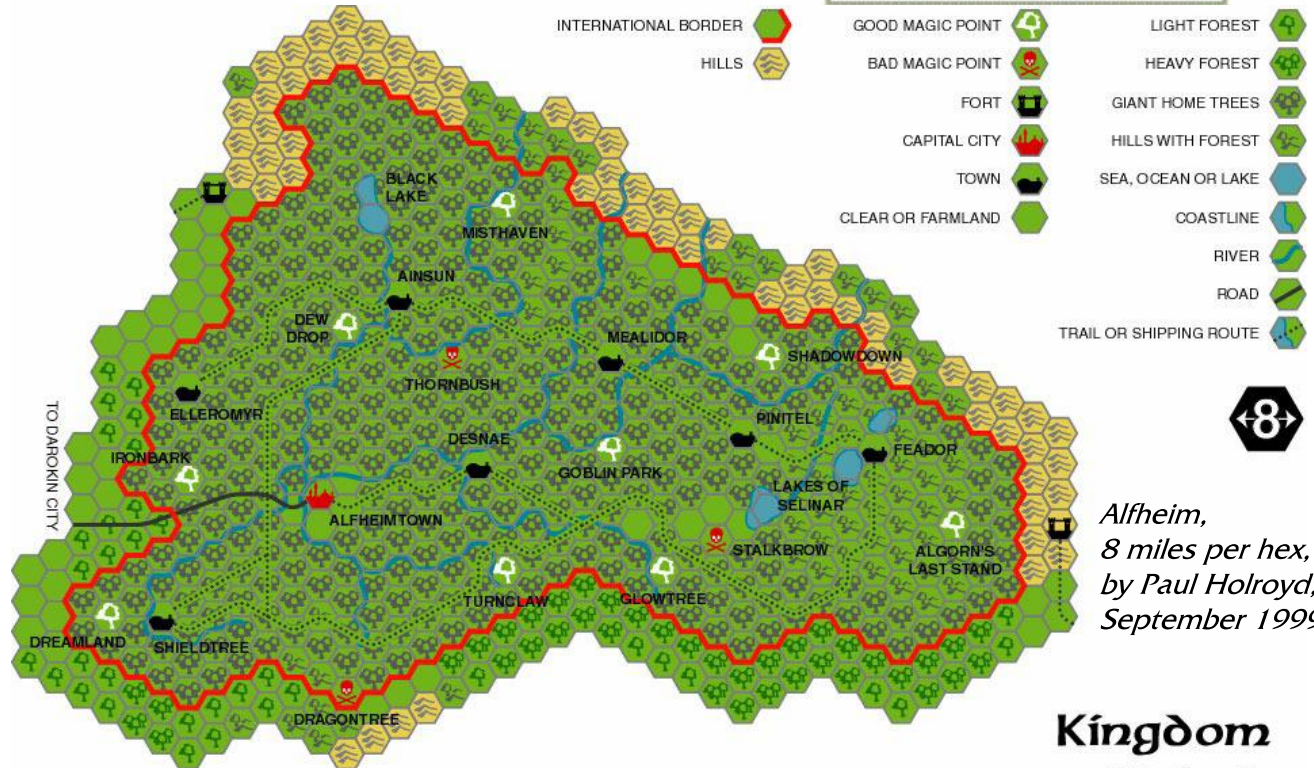 INTERNATIONAL BORDER
HILLS
GOOD MAGIC POINT
BAD MAGIC POINT
FORT
CAPITAL CITY
TOWN
CLEAR OR FARMLAND
LIGHT FOREST
HEAVY FOREST
GIANT HOME TREES
HILLS WITH FOREST
SEA, OCEAN OR LAKE
COASTLINE
RIVER
ROAD
TRAIL OR SHIPPING ROUTE
8
BLACK
LAKE
MISTHAVEN
AINSUN
DEW
DROP
MEALIDOR
SHADOWDOWN
THORNBUSH
ELLEROMYR
PINITEL
DESNAE
FEADOR
IRONBARK
GOBLIN PARK
LAKES OF
SELINAR
TO DAROKIN CITY
ALFHEIMTOWN
STALKBROW
ALGORN'S
LAST STAND
TURNCLAW
GLOWTREE
DREAMLAND
SHIELDTREE
DRAGONTREE
Alfheim,
8 miles per hex,
by Paul Holroyd,
September 1999
Kingdom